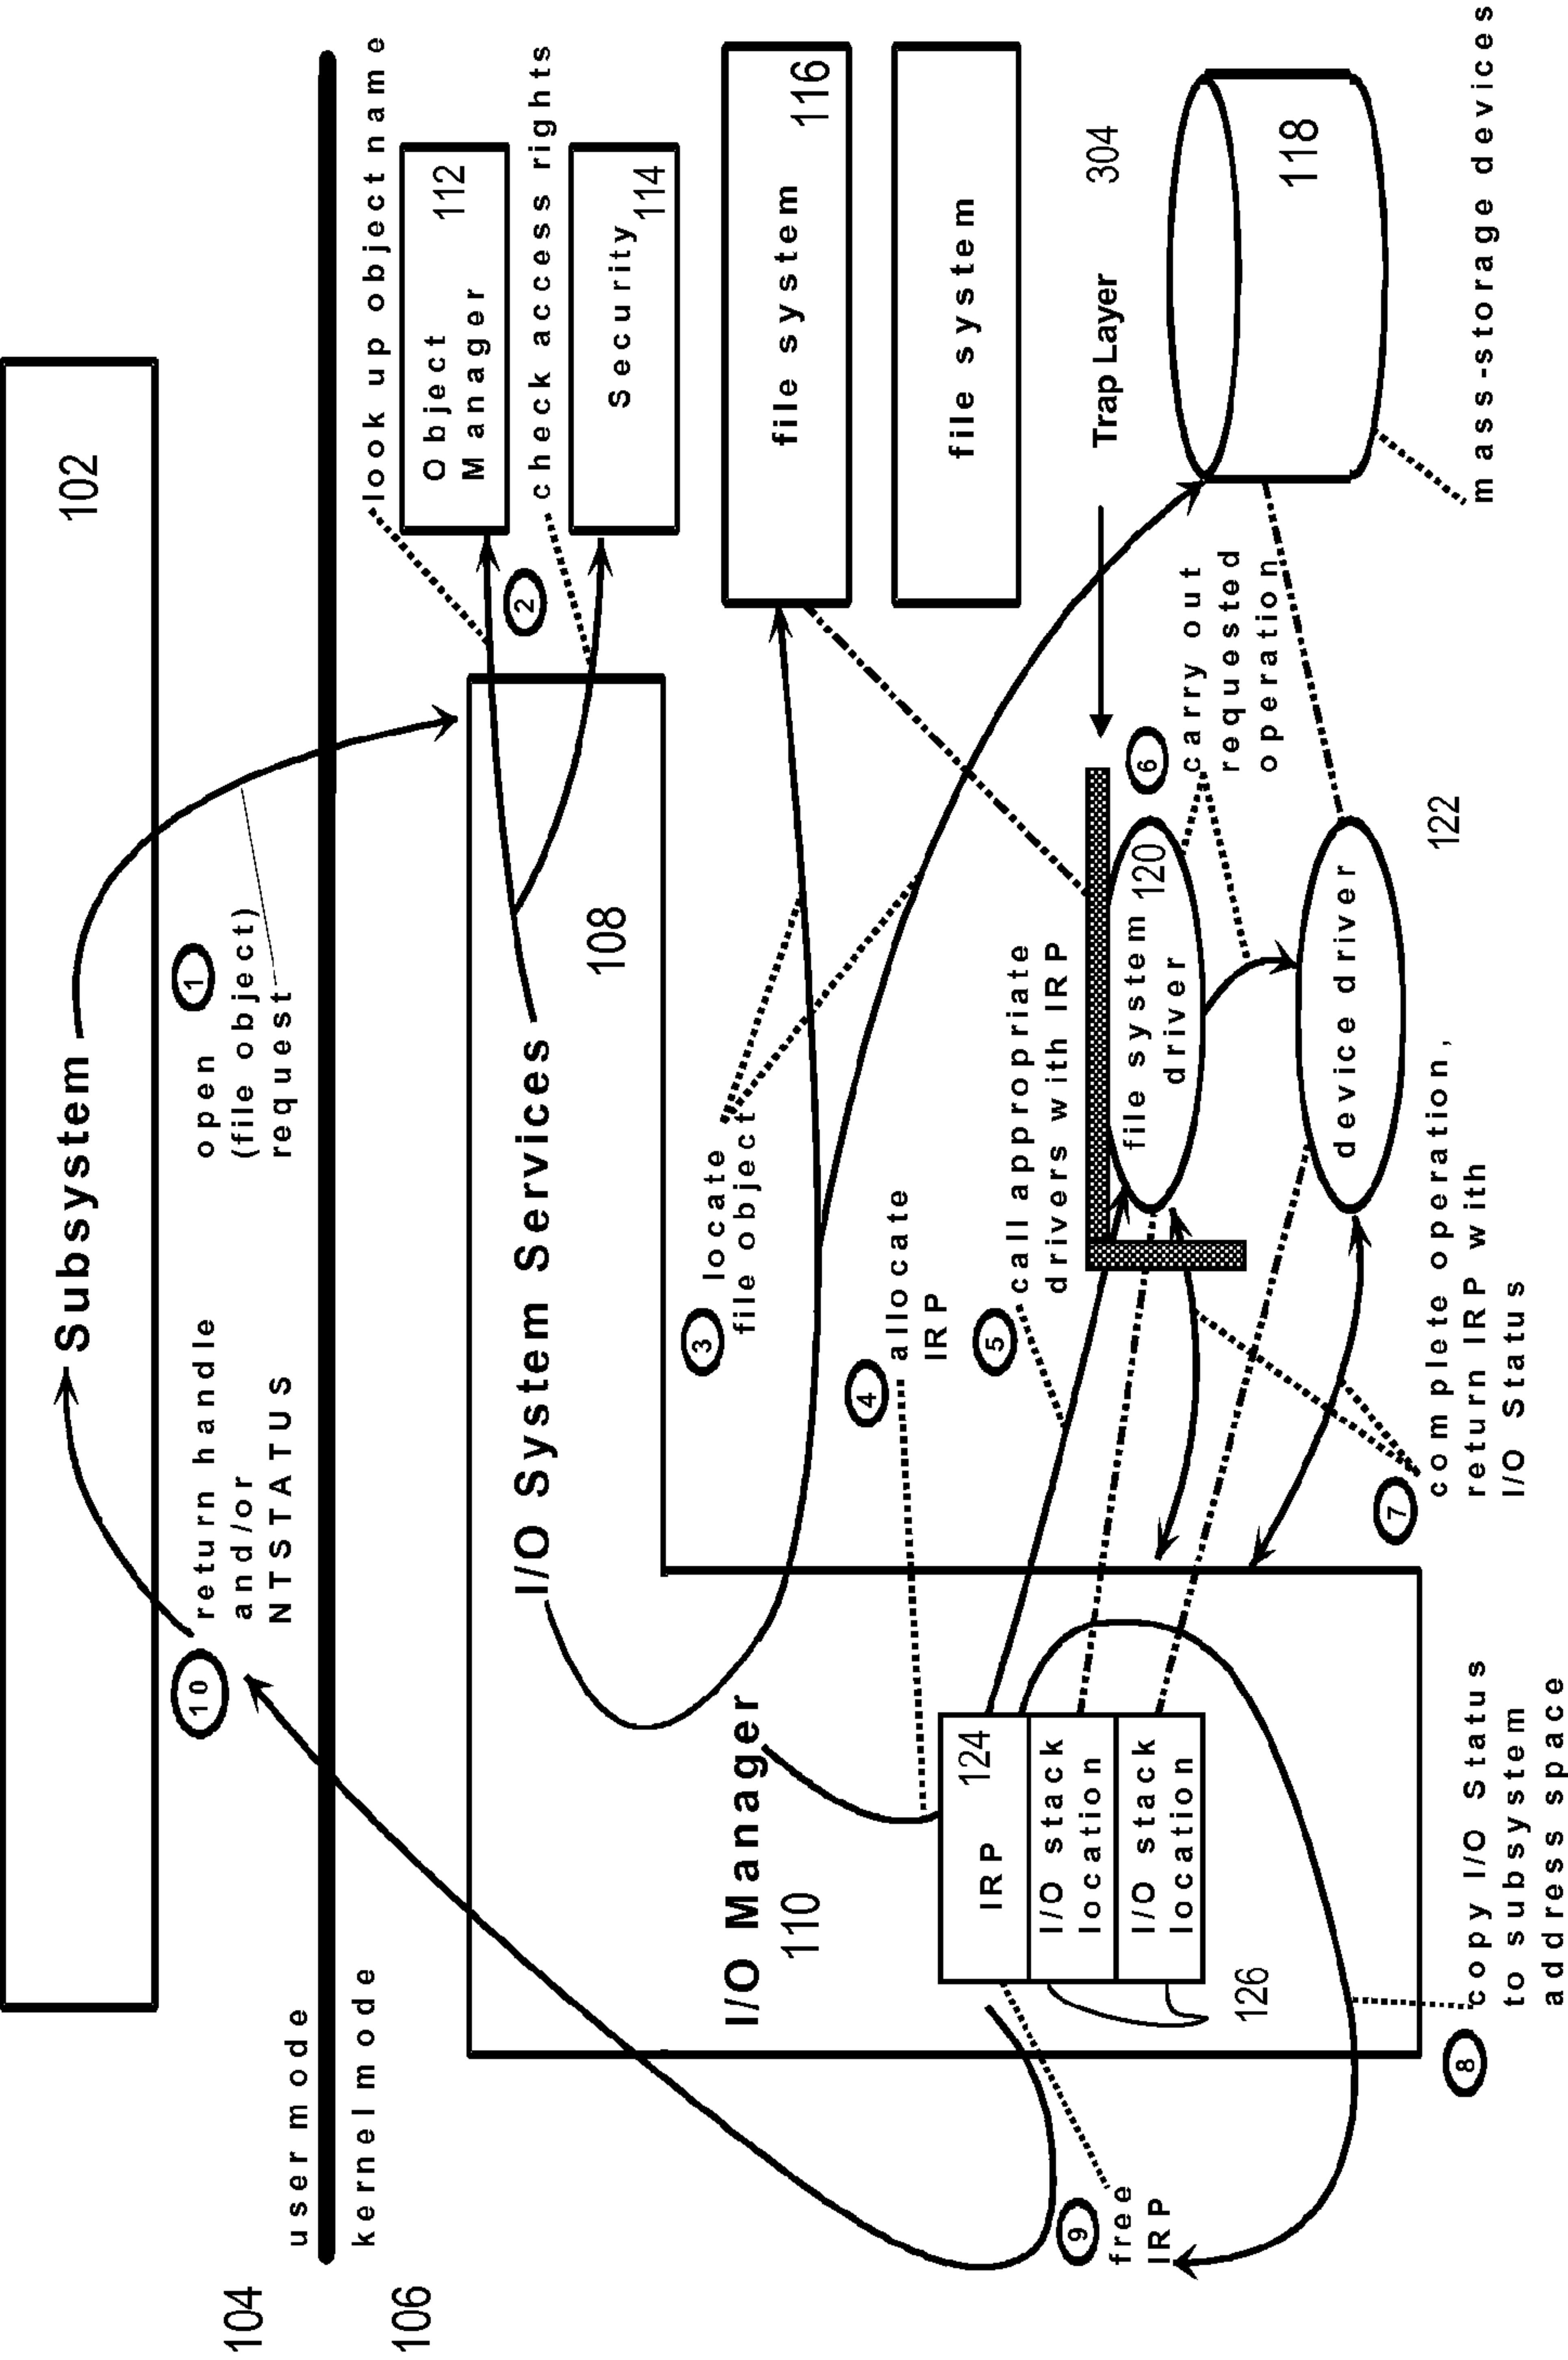 102
Subsystem
1
open
(file object)
request
10
return handle
and/or
NTSTATUS
104
user mode
106
kernel mode
look up object name
Object
Manager
112
2
check access rights
Security
114
I/O System Services
108
3
locate
file object
file system
116
file system
I/O Manager
110
4
allocate
IRP
5
call appropriate
drivers with IRP
Trap Layer
304
IRP
124
I/O stack
location
I/O stack
location
126
file system
driver
120
6
carry out
requested
operation
118
mass-storage devices
device driver
122
7
complete operation,
return IRP with
I/O Status
8
copy I/O Status
to subsystem
address space
9
free
IRP